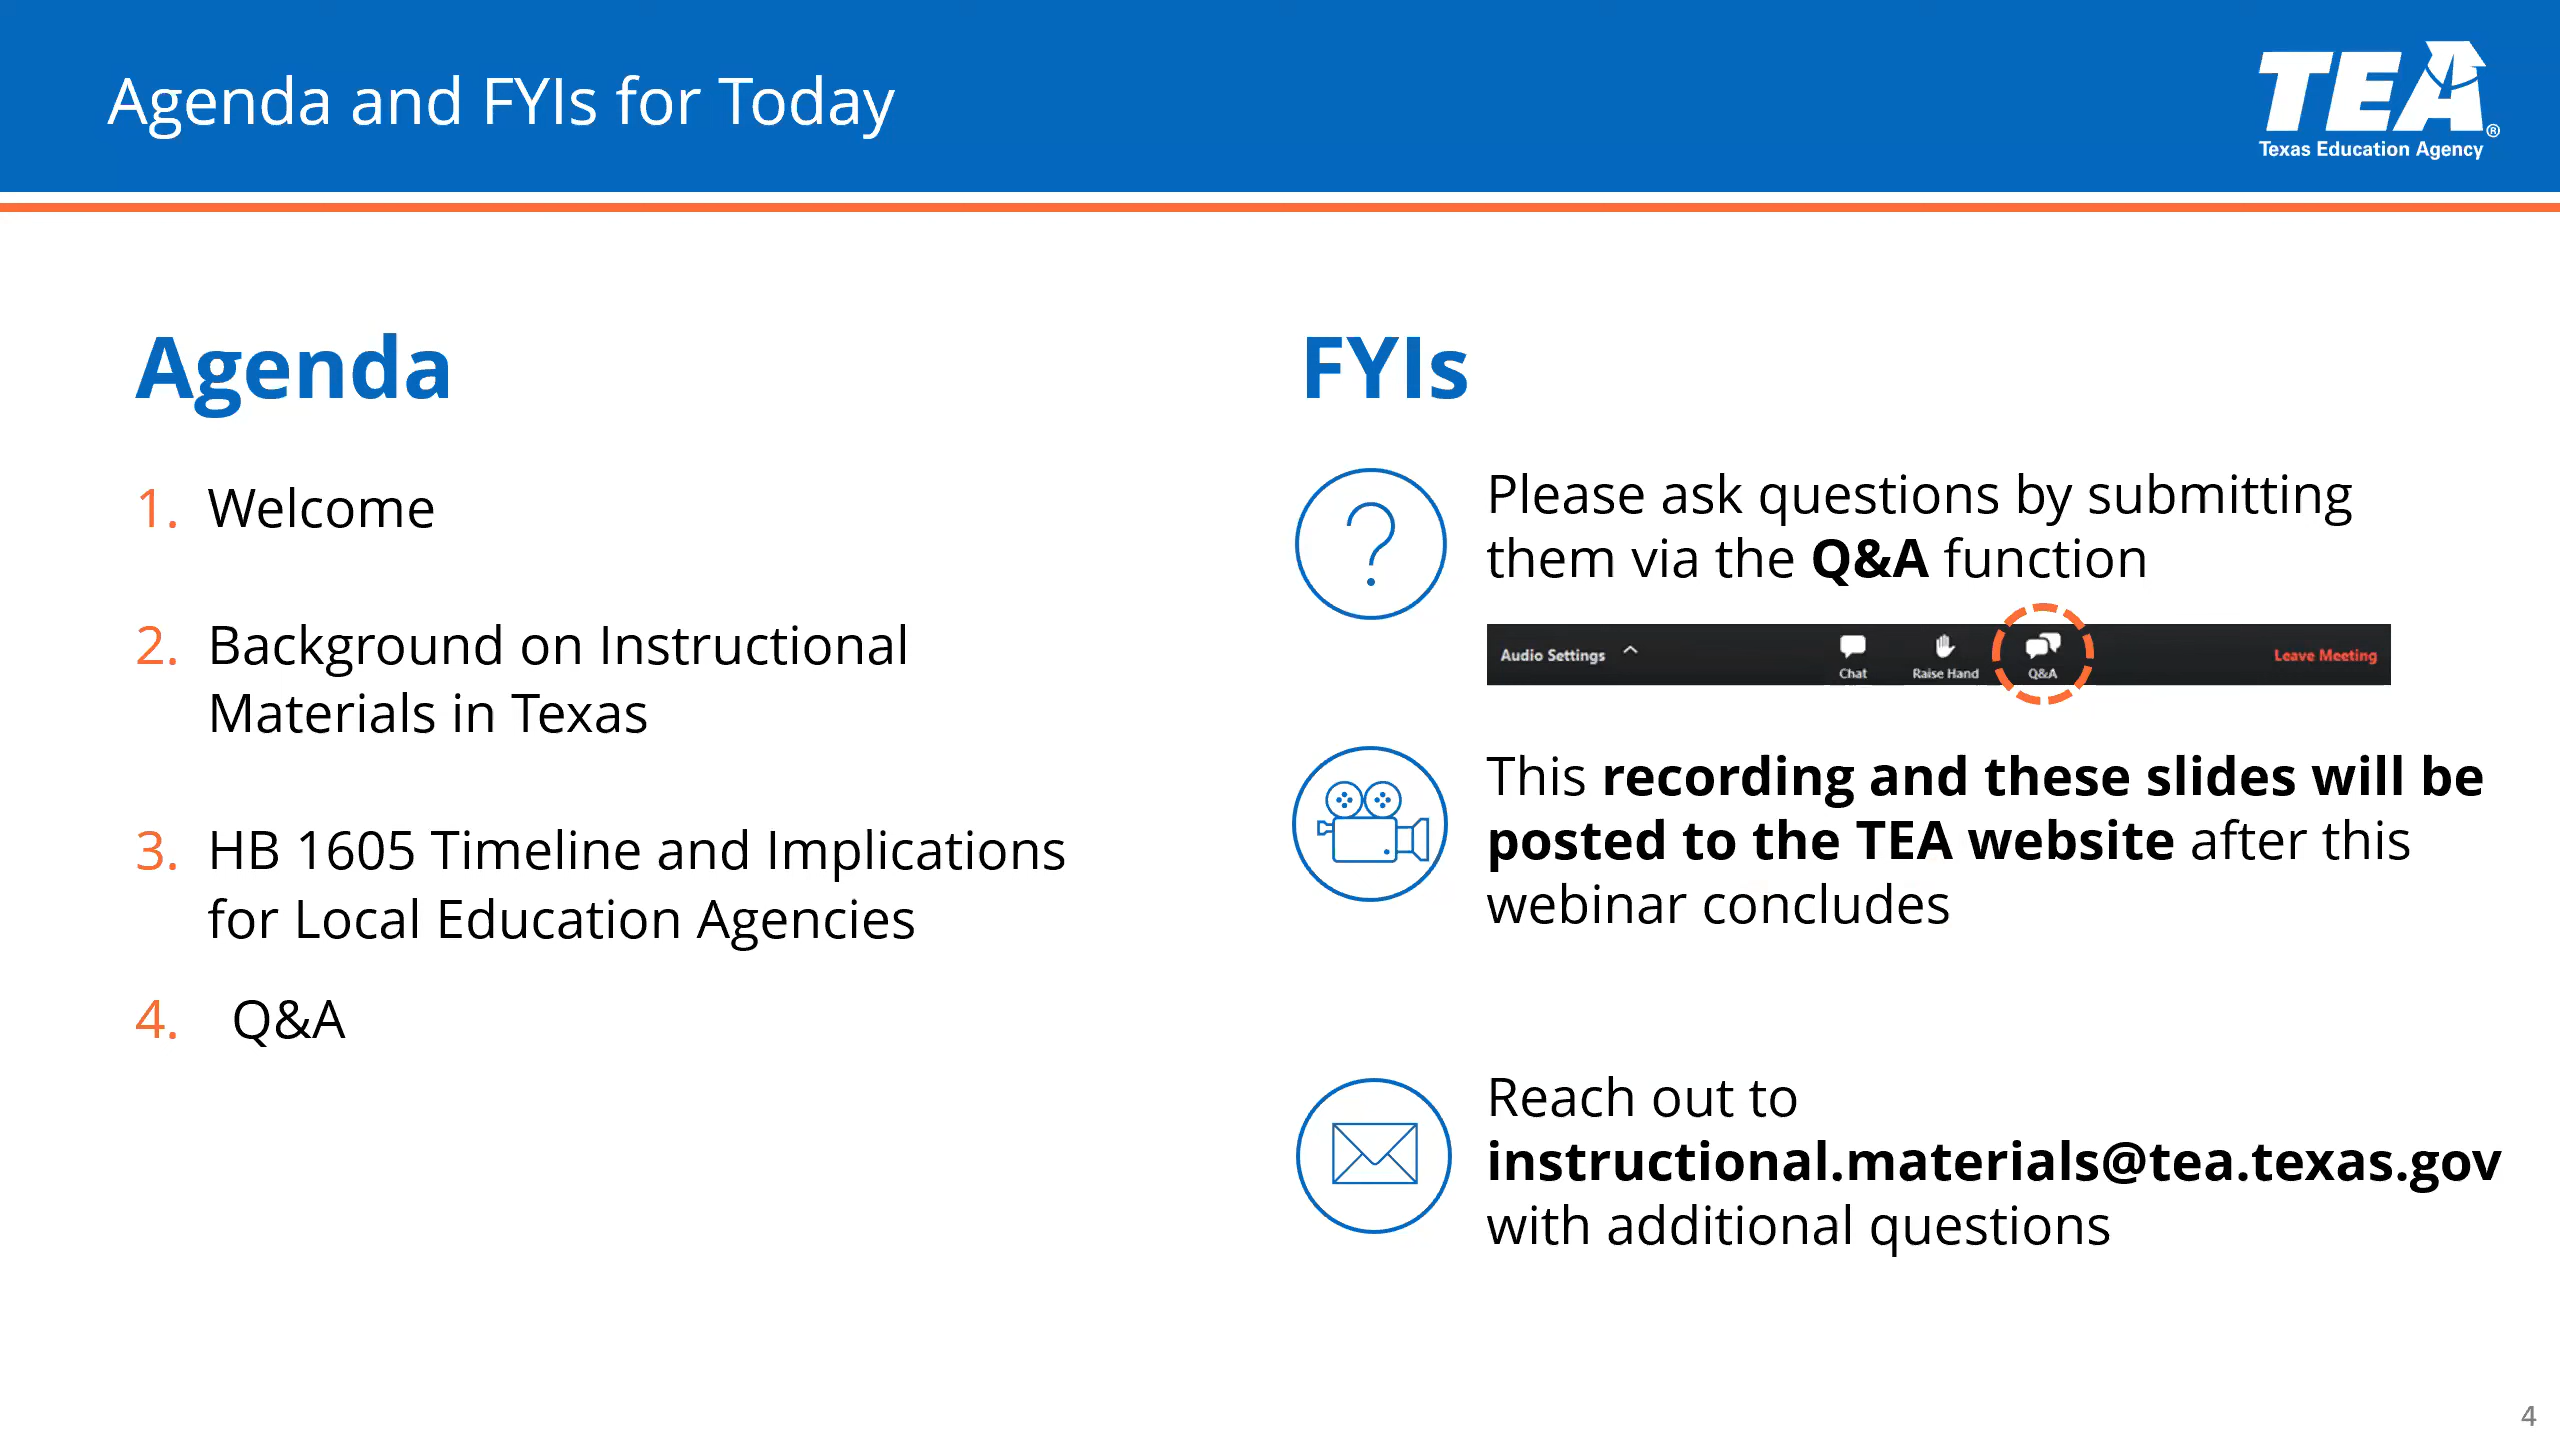 Agenda and FYIs for Today
TEA®
Texas Education Agency
Agenda
1. Welcome
2. Background on Instructional
Materials in Texas
3. HB 1605 Timeline and Implications
for Local Education Agencies
4. Q&A
FYIs
Please ask questions by submitting
them via the Q&A function
Audio Settings
Chat
Raise Hand
Q&A
Leave Meeting
This recording and these slides will be
posted to the TEA website after this
webinar concludes
Reach out to
instructional.materials@tea.texas.gov
with additional questions
4